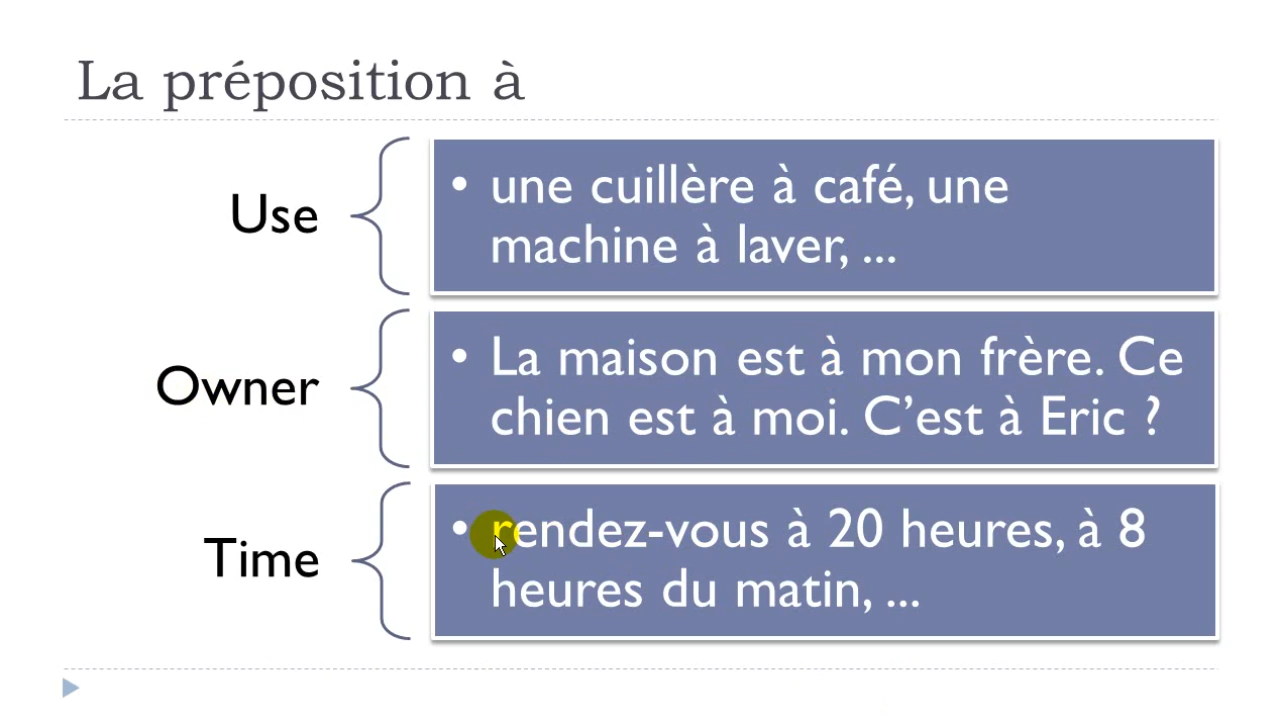 La préposition à
Use
• une cuillère à café, une
machine à laver, ...
Owner
• La maison est à mon frère. Ce
chien est à moi. C’est à Eric ?
Time
• rendez-vous à 20 heures, à 8
heures du matin, ...